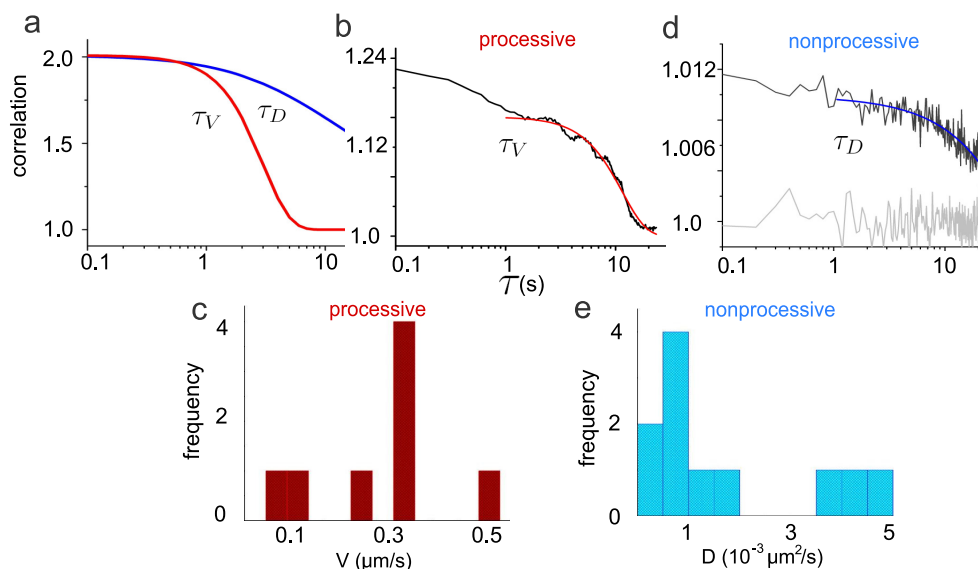 a
correlation
2.0
1.5
1.0
τV
τD
0.1
1
10
b
processive
1.24
1.12
1.0
τV
0.1
1
10
τ(s)
d
nonprocessive
1.012
1.006
1.0
τD
0.1
1
10
c
processive
frequency
4
2
0
0.1
0.3
0.5
V (μm/s)
e
nonprocessive
frequency
4
2
0
1
3
5
D (10⁻³ μm²/s)